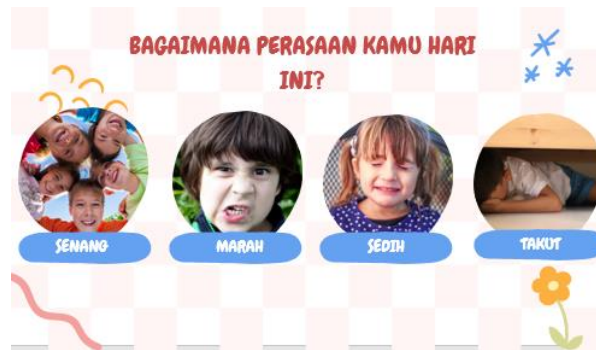 BAGAIMANA PERASAAN KAMU HARI
INI?
SENANG
MARAH
SEDIH
TAKUT